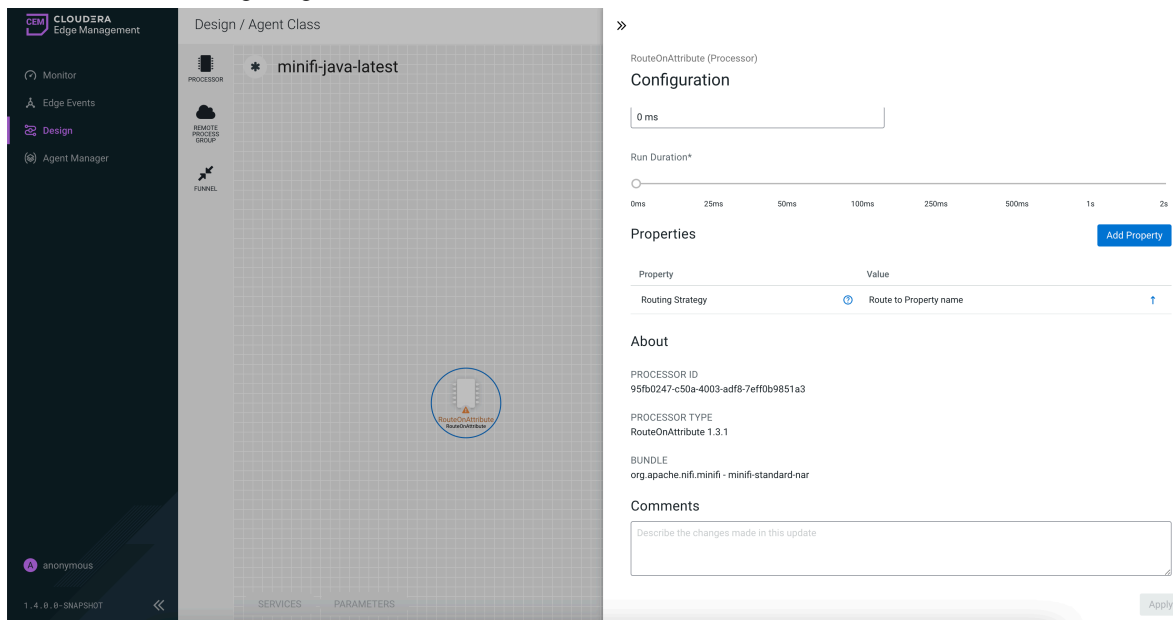 CEM
CLOUDERA
Edge Management
Monitor
Edge Events
Design
Agent Manager
A anonymous
1.4.0.0-SNAPSHOT
Design / Agent Class
PROCESSOR
REMOTE
PROCESS
GROUP
FUNNEL
minifi-java-latest
RouteOnAttribute
RouteOnAttribute
SERVICES PARAMETERS
RouteOnAttribute (Processor)
Configuration
0 ms
Run Duration*
0ms 25ms 50ms 100ms 250ms 500ms 1s 2s
Properties Add Property
Property Value
Routing Strategy Route to Property name
About
PROCESSOR ID
95fb0247-c50a-4003-adf8-7eff0b9851a3
PROCESSOR TYPE
RouteOnAttribute 1.3.1
BUNDLE
org.apache.nifi.minifi - minifi-standard-nar
Comments
Describe the changes made in this update
Apply